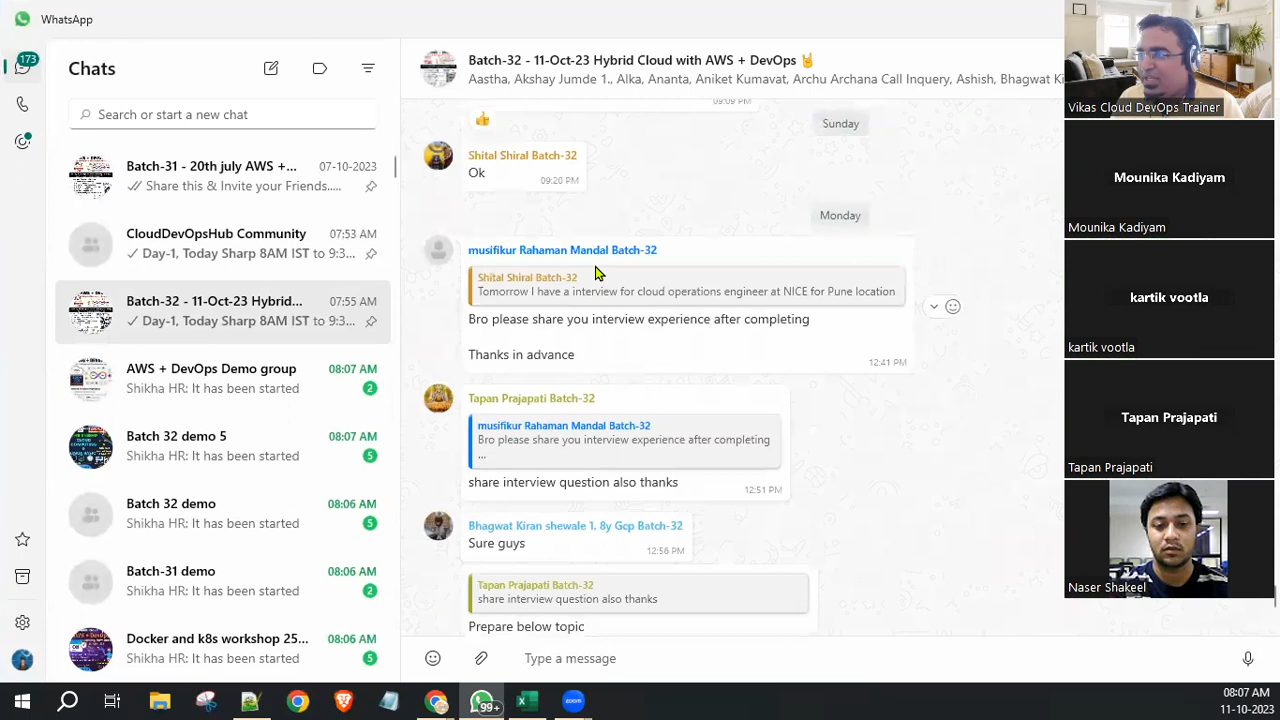 WhatsApp
173
Chats
Search or start a new chat
Batch-31 - 20th july AWS +... 07-10-2023
Share this & Invite your Friends.....
CloudDevOpsHub Community 07:53 AM
Day-1, Today Sharp 8AM IST to 9:3...
Batch-32 - 11-Oct-23 Hybrid... 07:55 AM
Day-1, Today Sharp 8AM IST to 9:3...
AWS + DevOps Demo group 08:07 AM
Shikha HR: It has been started 2
Batch 32 demo 5 08:07 AM
Shikha HR: It has been started 5
Batch 32 demo 08:06 AM
Shikha HR: It has been started 5
Batch-31 demo 08:06 AM
Shikha HR: It has been started 2
Docker and k8s workshop 25... 08:06 AM
Shikha HR: It has been started 5
Batch-32 - 11-Oct-23 Hybrid Cloud with AWS + DevOps 🤘
Aastha, Akshay Jumde 1. Alka, Ananta, Aniket Kumavat, Archu Archana Call Inquery, Ashish, Bhagwat Ki
09:09 PM
👍
Sunday
Shital Shiral Batch-32
Ok
09:20 PM
Monday
musifikur Rahaman Mandal Batch-32
Shital Shiral Batch-32
Tomorrow I have a interview for cloud operations engineer at NICE for Pune location
Bro please share you interview experience after completing
Thanks in advance
12:41 PM
Tapan Prajapati Batch-32
musifikur Rahaman Mandal Batch-32
Bro please share you interview experience after completing
...
share interview question also thanks
12:51 PM
Bhagwat Kiran shewale 1. 8y Gcp Batch-32
Sure guys
12:56 PM
Tapan Prajapati Batch-32
share interview question also thanks
Prepare below topic
Type a message
Vikas Cloud DevOps Trainer
Mounika Kadiyam
Mounika Kadiyam
kartik vootla
kartik vootla
Tapan Prajapati
Tapan Prajapati
Naser Shakeel
99+
zoom
08:07 AM
11-10-2023